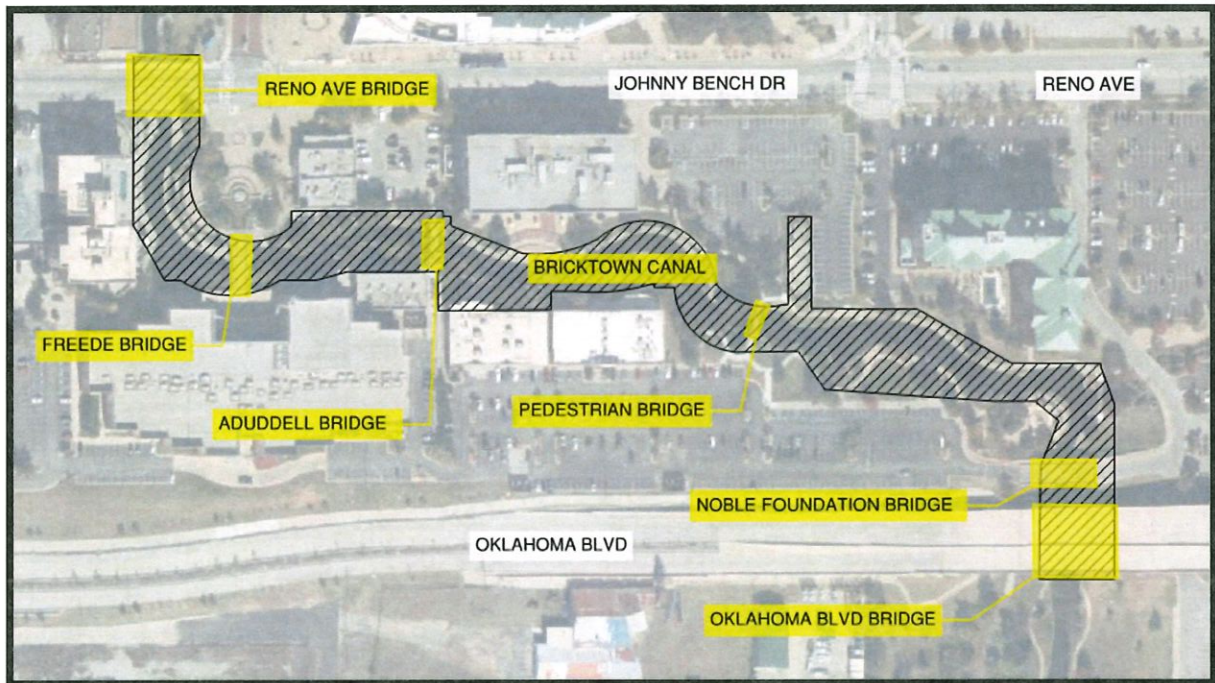 JOHNNY BENCH DR
RENO AVE
RENO AVE BRIDGE
BRICKTOWN CANAL
FREEDE BRIDGE
ADUDDELL BRIDGE
PEDESTRIAN BRIDGE
NOBLE FOUNDATION BRIDGE
OKLAHOMA BLVD
OKLAHOMA BLVD BRIDGE